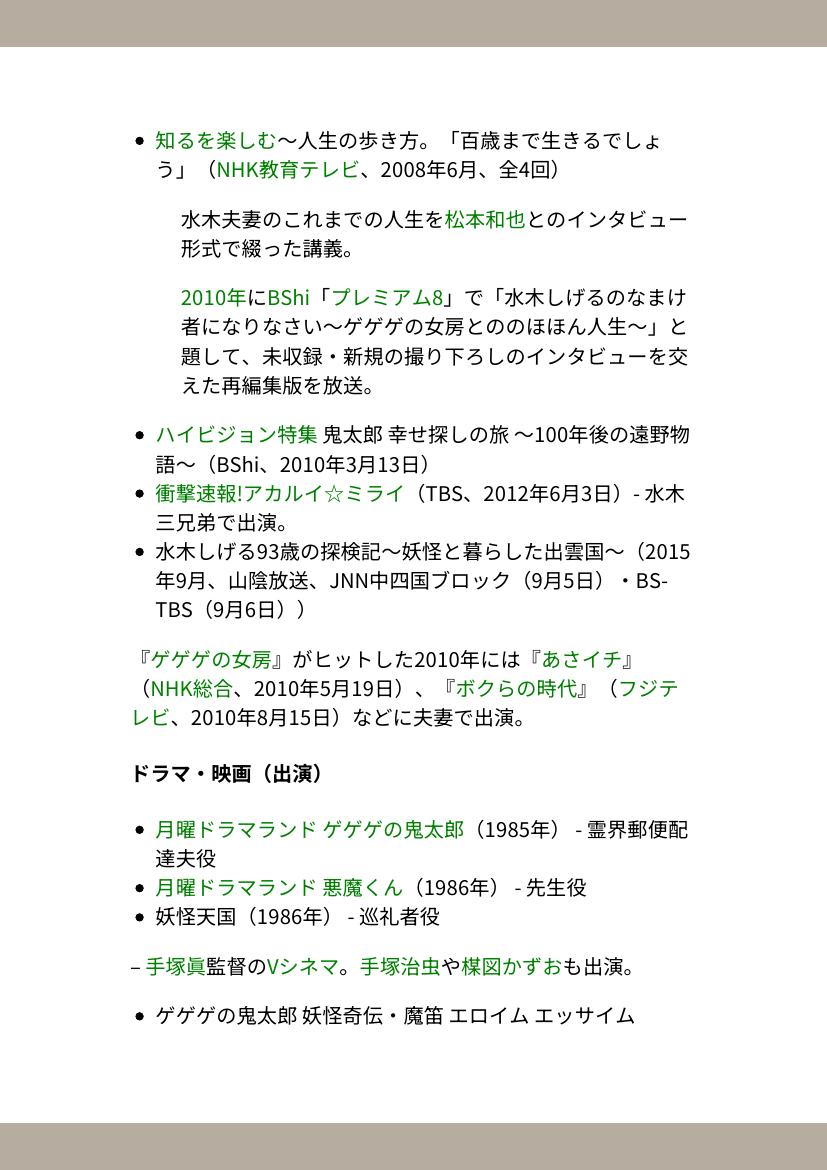 • 知るを楽しむ〜人生の歩き方。「百歳まで生きるでしょ
う」（NHK教育テレビ、2008年6月、全4回）
水木夫妻のこれまでの人生を松本和也とのインタビュー
形式で綴った講義。
2010年にBShi「プレミアム8」で「水木しげるのなまけ
者になりなさい〜ゲゲゲの女房とののほほん人生〜」と
題して、未収録・新規の撮り下ろしのインタビューを交
えた再編集版を放送。
• ハイビジョン特集 鬼太郎 幸せ探しの旅 〜100年後の遠野物
語〜（BShi、2010年3月13日）
• 衝撃速報!アカルイ☆ミライ（TBS、2012年6月3日）- 水木
三兄弟で出演。
• 水木しげる93歳の探検記〜妖怪と暮らした出雲国〜（2015
年9月、山陰放送、JNN中四国ブロック（9月5日）・BS-
TBS（9月6日））
『ゲゲゲの女房』がヒットした2010年には『あさイチ』
（NHK総合、2010年5月19日）、『ボクらの時代』（フジテ
レビ、2010年8月15日）などに夫妻で出演。
ドラマ・映画（出演）
• 月曜ドラマランド ゲゲゲの鬼太郎（1985年） - 霊界郵便配
達夫役
• 月曜ドラマランド 悪魔くん（1986年） - 先生役
• 妖怪天国（1986年） - 巡礼者役
– 手塚眞監督のVシネマ。手塚治虫や楳図かずおも出演。
• ゲゲゲの鬼太郎 妖怪奇伝・魔笛 エロイム エッサイム